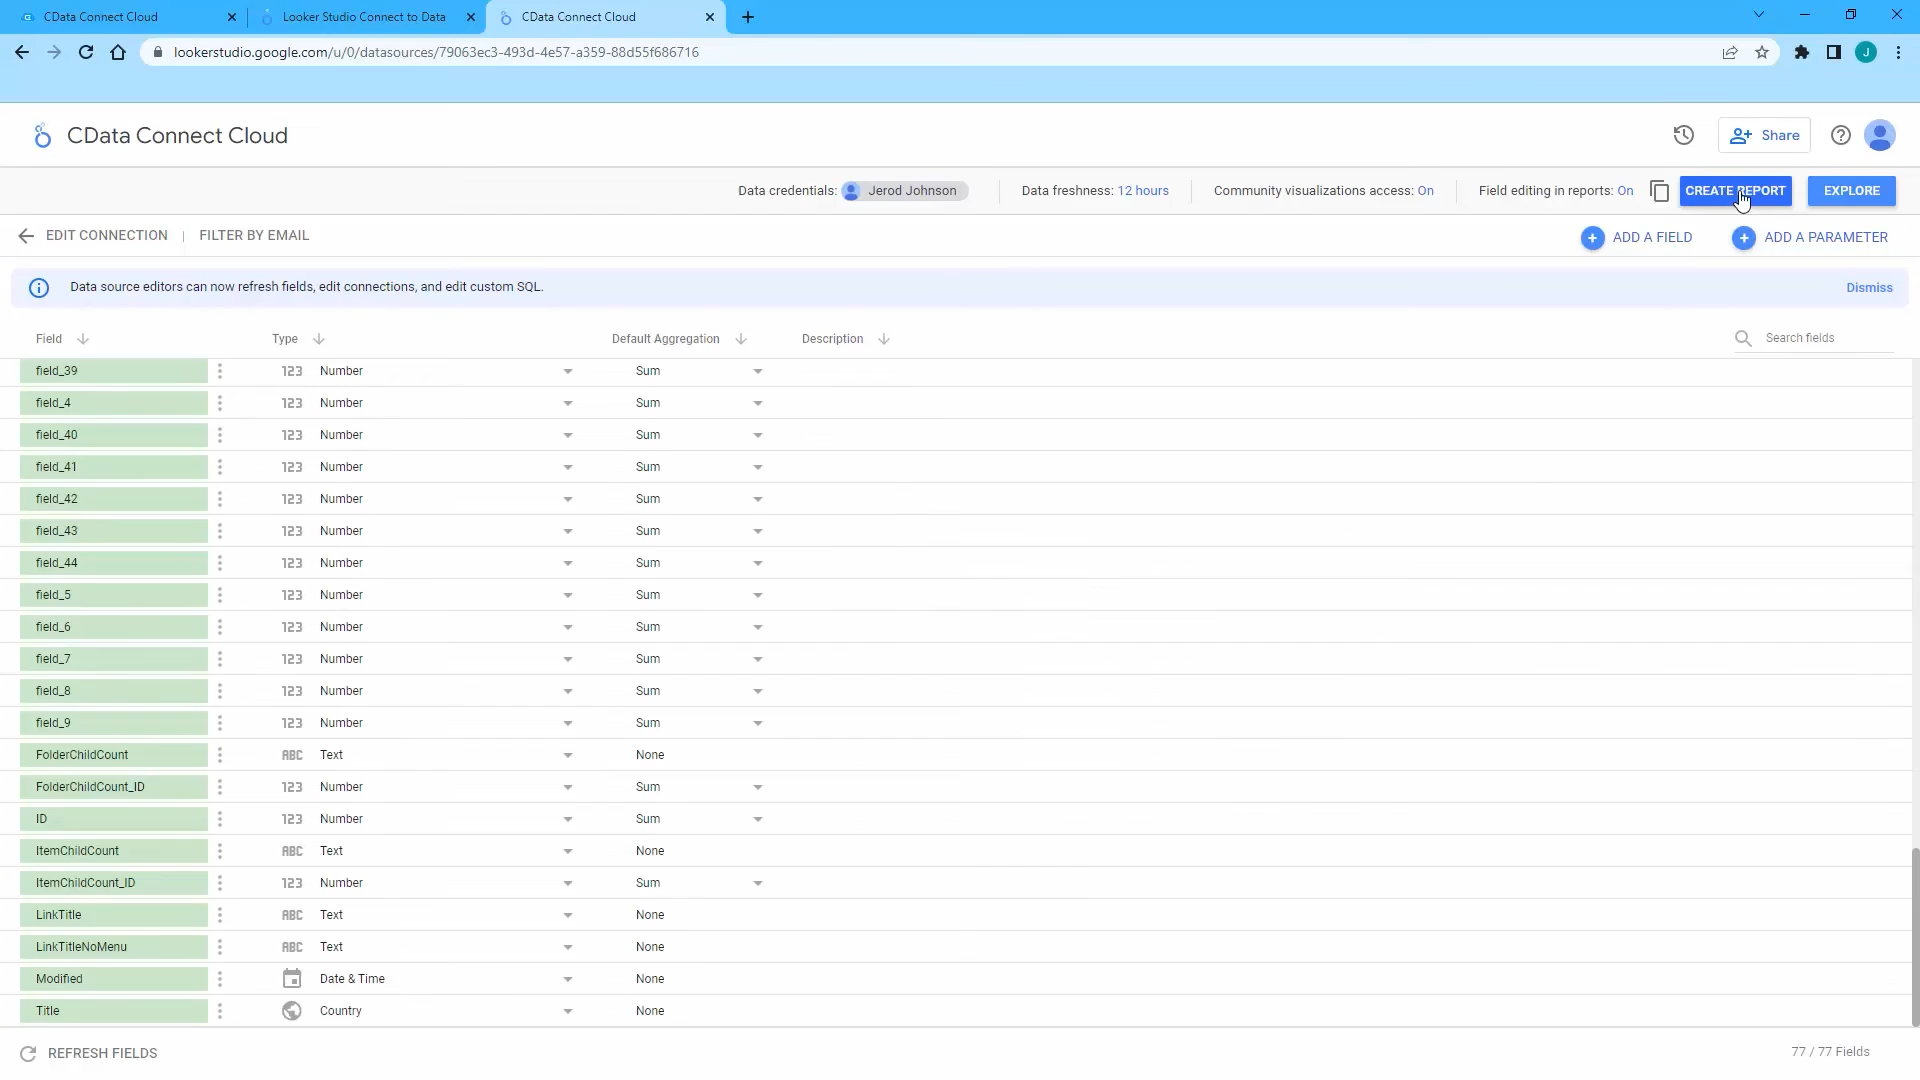 CData Connect Cloud
Looker Studio Connect to Data
CData Connect Cloud
lookerstudio.google.com/u/0/datasources/79063ec3-493d-4e57-a359-88d55f686716
J
CData Connect Cloud
Share
Data credentials: Jerod Johnson
Data freshness: 12 hours
Community visualizations access: On
Field editing in reports: On
CREATE REPORT
EXPLORE
EDIT CONNECTION | FILTER BY EMAIL
ADD A FIELD
ADD A PARAMETER
Data source editors can now refresh fields, edit connections, and edit custom SQL.
Dismiss
Field Type Default Aggregation Description Search fields
field_39 123 Number Sum
field_4 123 Number Sum
field_40 123 Number Sum
field_41 123 Number Sum
field_42 123 Number Sum
field_43 123 Number Sum
field_44 123 Number Sum
field_5 123 Number Sum
field_6 123 Number Sum
field_7 123 Number Sum
field_8 123 Number Sum
field_9 123 Number Sum
FolderChildCount ABC Text None
FolderChildCount_ID 123 Number Sum
ID 123 Number Sum
ItemChildCount ABC Text None
ItemChildCount_ID 123 Number Sum
LinkTitle ABC Text None
LinkTitleNoMenu ABC Text None
Modified Date & Time None
Title Country None
REFRESH FIELDS
77 / 77 Fields